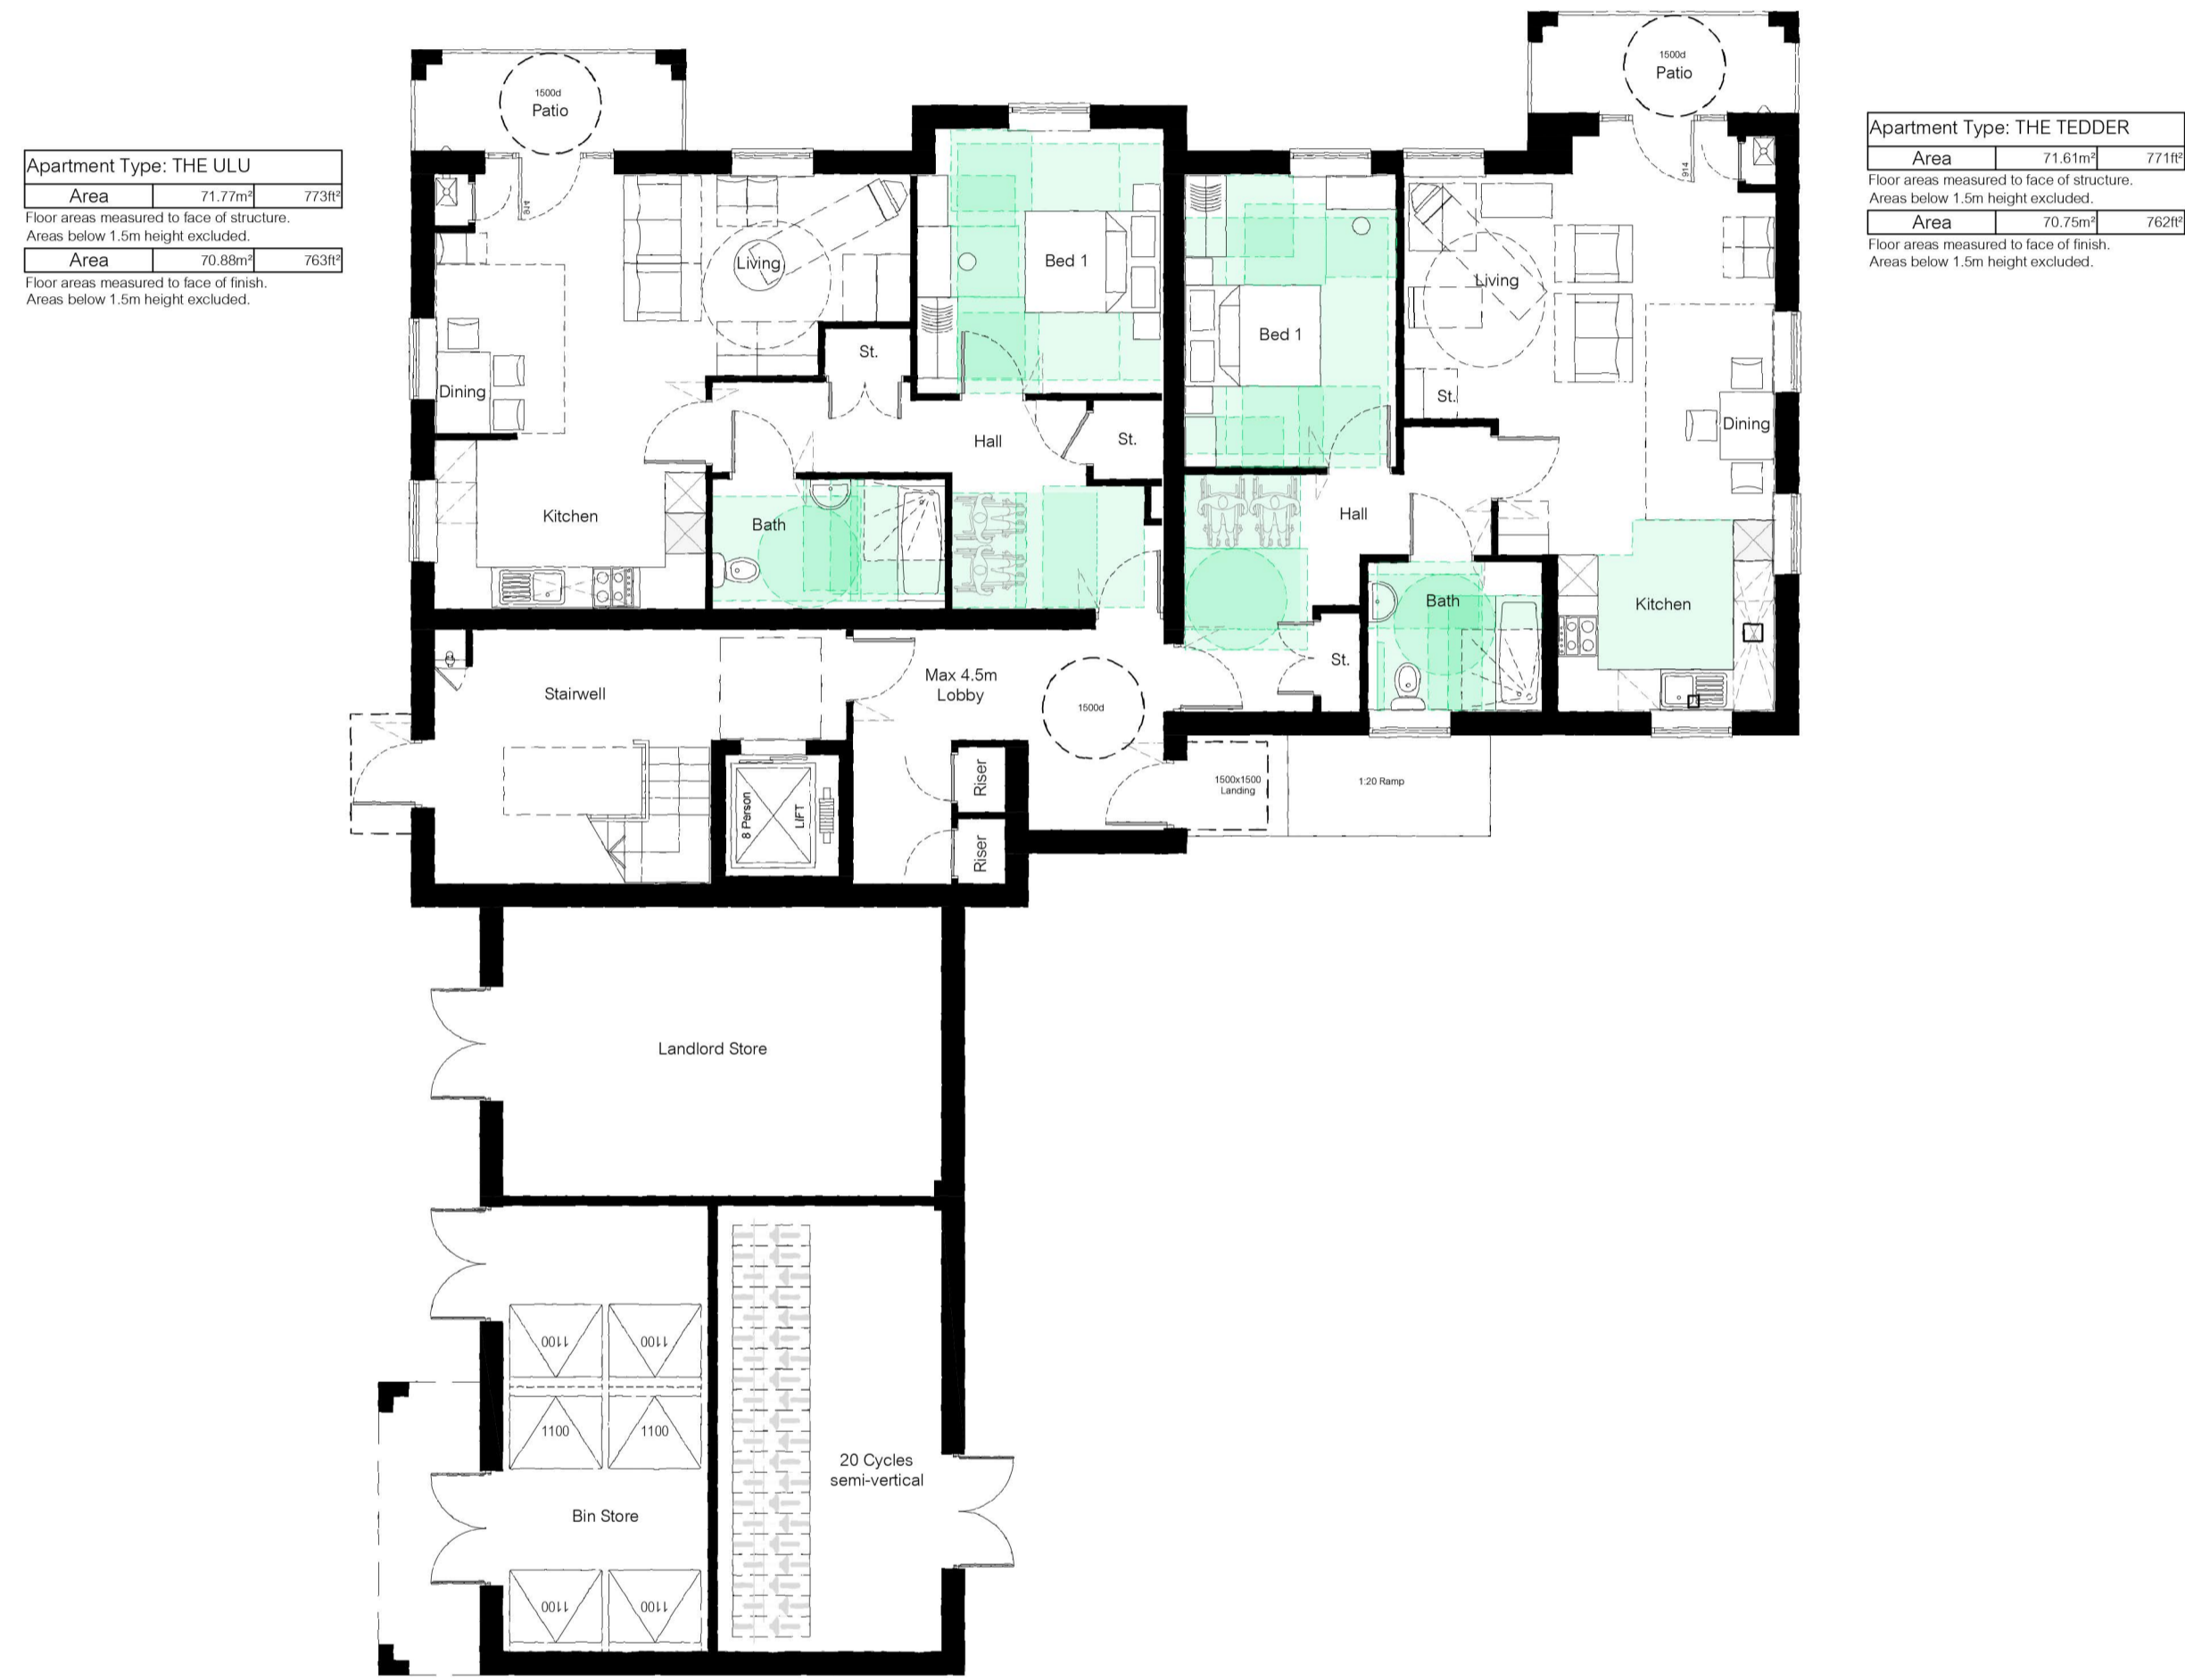 Apartment Type: THE ULU
Area 71.77m² 773ft²
Floor areas measured to face of structure.
Areas below 1.5m height excluded.
Area 70.88m² 763ft²
Floor areas measured to face of finish.
Areas below 1.5m height excluded.
Apartment Type: THE TEDDER
Area 71.61m² 771ft²
Floor areas measured to face of structure.
Areas below 1.5m height excluded.
Area 70.75m² 762ft²
Floor areas measured to face of finish.
Areas below 1.5m height excluded.
1500d
Patio
1500d
Patio
914
914
Living
Bed 1
Bed 1
Living
St.
Dining
St.
Dining
Hall
St.
Kitchen
Bath
Hall
Bath
Kitchen
St.
Stairwell
Max 4.5m
Lobby
1500d
8 Person
LIFT
Riser
Riser
1500x1500
Landing
1:20 Ramp
Landlord Store
1100
1100
1100
1100
20 Cycles
semi-vertical
Bin Store
1100
1100